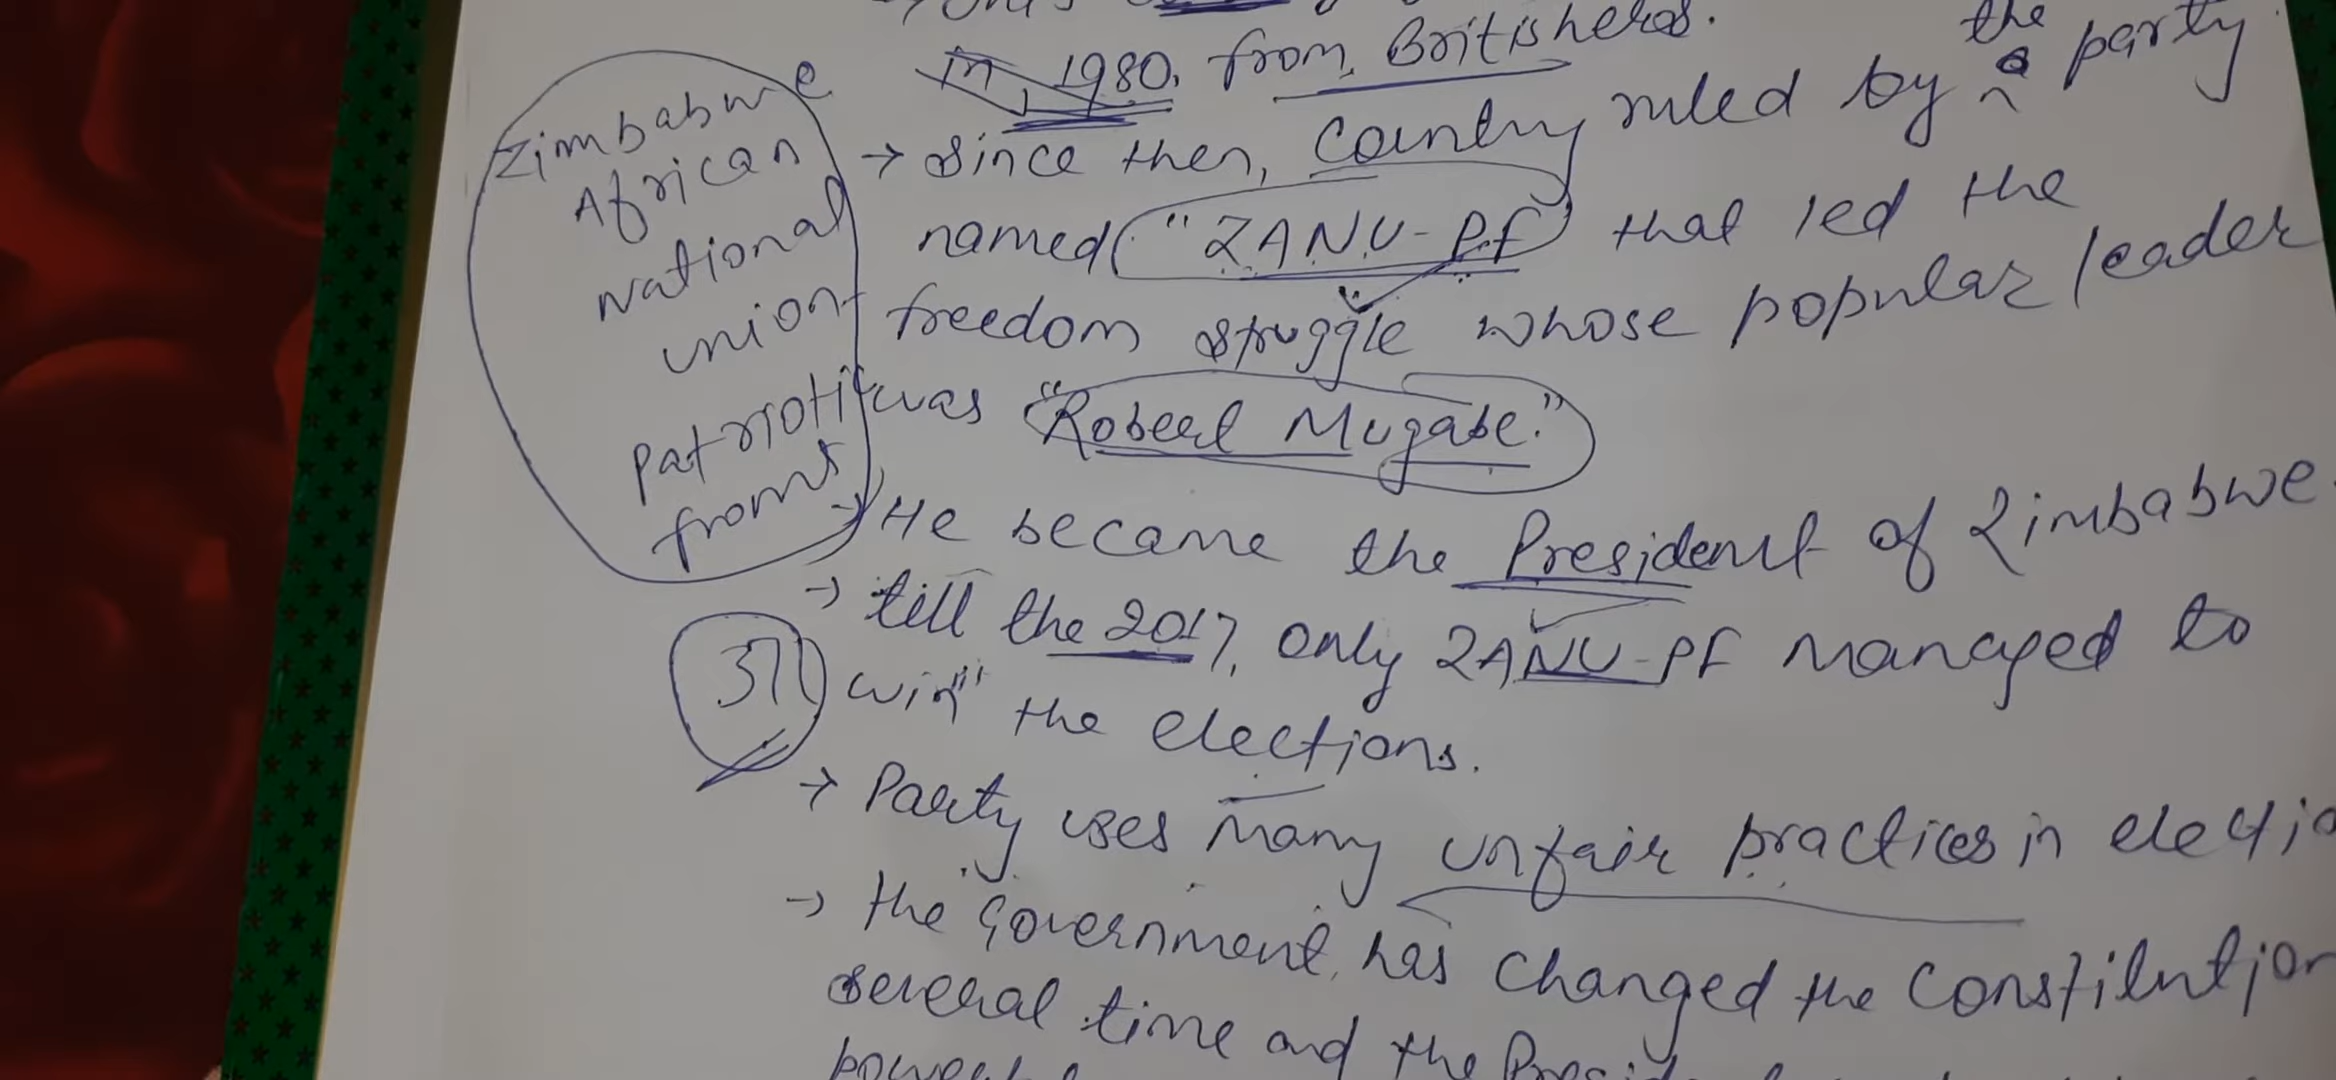 in 1980, from Britishers.
the
→ Since then, Country ruled by a party
named "ZANU-PF" that led the
freedom struggle whose popular leader
was "Robert Mugabe."
→ He became the President of Zimbabwe.
→ till the 2017, only ZANU-PF managed to
win" the elections.
→ Party uses many unfair practices in electio
→ the government has changed the constitution
several time and the Presid
Zimbabwe
African
National
union-
patrioti
front
37